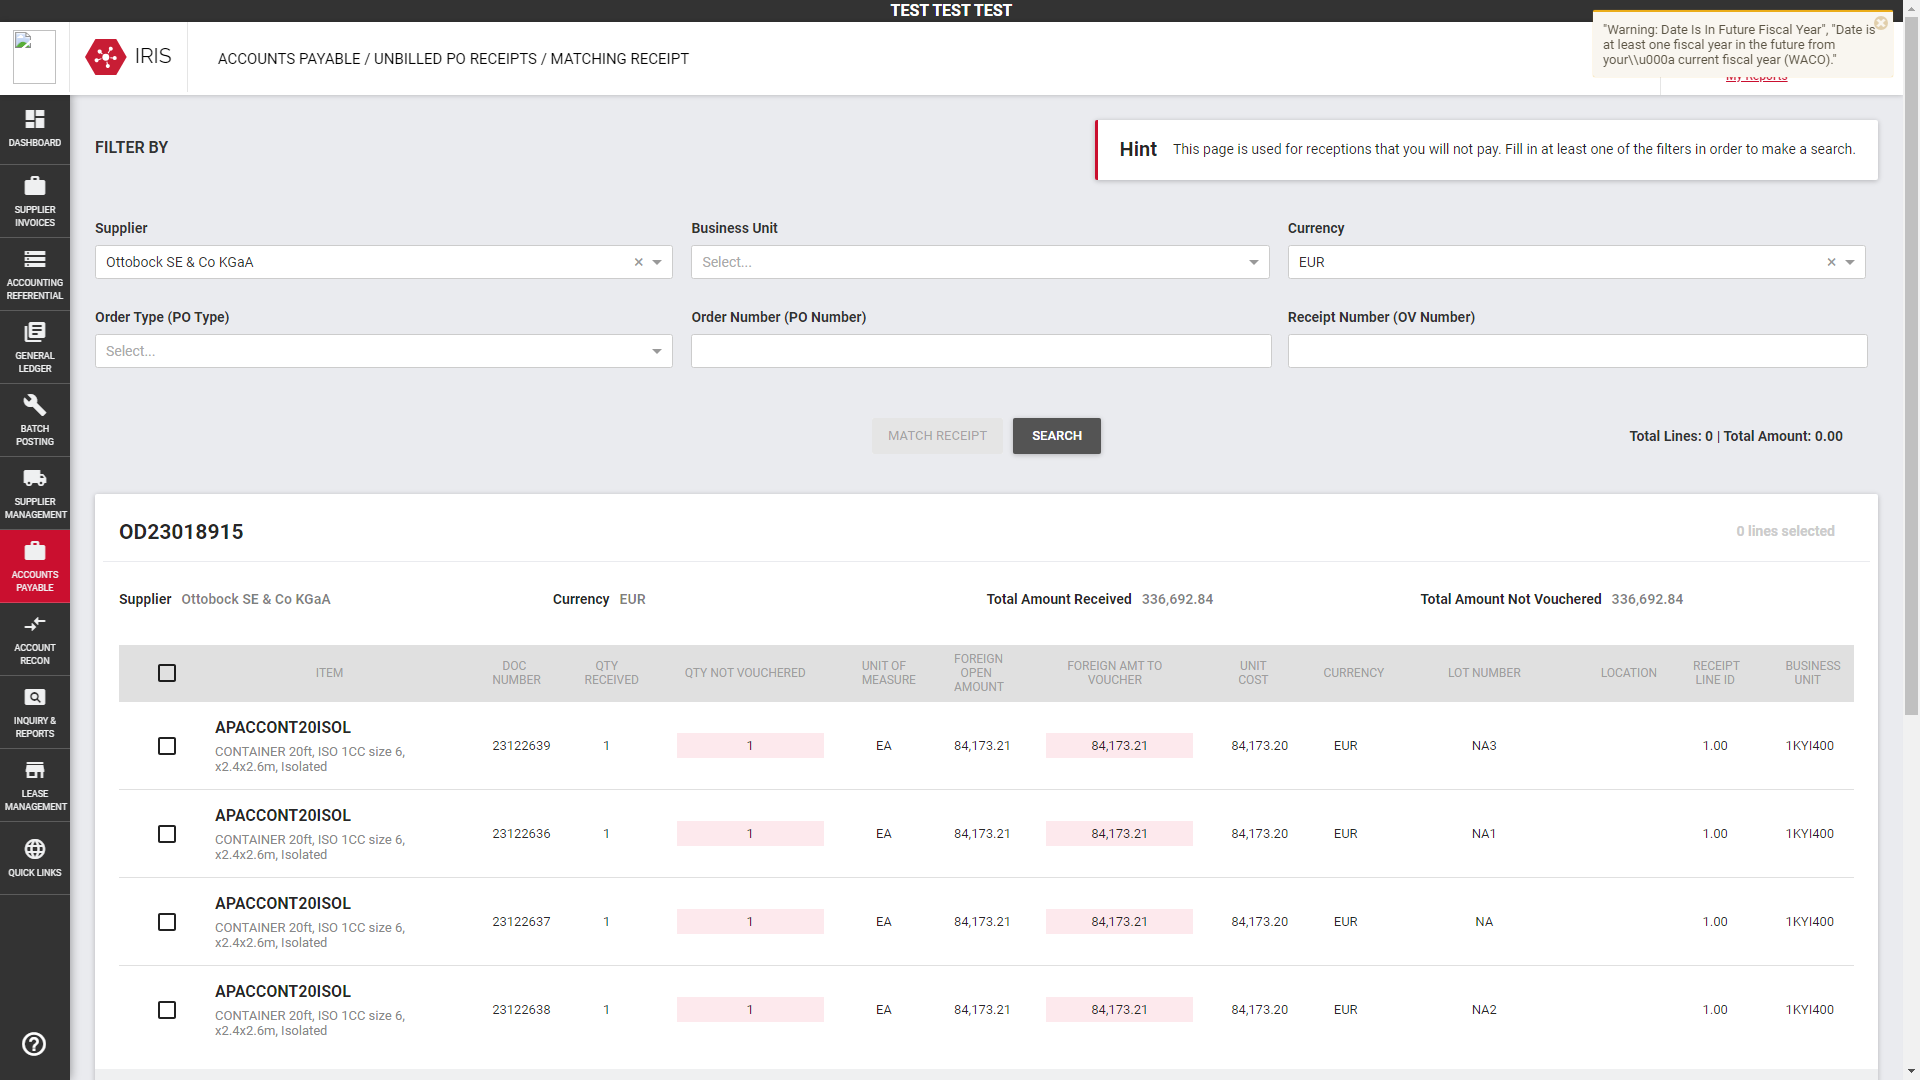 TEST TEST TEST
IRIS
ACCOUNTS PAYABLE / UNBILLED PO RECEIPTS / MATCHING RECEIPT
"Warning: Date Is In Future Fiscal Year", "Date is
at least one fiscal year in the future from
your\\u000a current fiscal year (WACO)."
My Reports
DASHBOARD
SUPPLIER
INVOICES
ACCOUNTING
REFERENTIAL
GENERAL
LEDGER
BATCH
POSTING
SUPPLIER
MANAGEMENT
ACCOUNTS
PAYABLE
ACCOUNT
RECON
INQUIRY &
REPORTS
LEASE
MANAGEMENT
QUICK LINKS
FILTER BY
Hint This page is used for receptions that you will not pay. Fill in at least one of the filters in order to make a search.
Supplier Business Unit Currency
Ottobock SE & Co KGaA Select... EUR
Order Type (PO Type) Order Number (PO Number) Receipt Number (OV Number)
Select...
MATCH RECEIPT SEARCH Total Lines: 0 | Total Amount: 0.00
OD23018915 0 lines selected
Supplier Ottobock SE & Co KGaA Currency EUR Total Amount Received 336,692.84 Total Amount Not Vouchered 336,692.84
ITEM DOC NUMBER QTY RECEIVED QTY NOT VOUCHERED UNIT OF MEASURE FOREIGN OPEN AMOUNT FOREIGN AMT TO VOUCHER UNIT COST CURRENCY LOT NUMBER LOCATION RECEIPT LINE ID BUSINESS UNIT
APACCONT20ISOL
CONTAINER 20ft, ISO 1CC size 6,
x2.4x2.6m, Isolated
23122639 1 1 EA 84,173.21 84,173.21 84,173.20 EUR NA3 1.00 1KYI400
APACCONT20ISOL
CONTAINER 20ft, ISO 1CC size 6,
x2.4x2.6m, Isolated
23122636 1 1 EA 84,173.21 84,173.21 84,173.20 EUR NA1 1.00 1KYI400
APACCONT20ISOL
CONTAINER 20ft, ISO 1CC size 6,
x2.4x2.6m, Isolated
23122637 1 1 EA 84,173.21 84,173.21 84,173.20 EUR NA 1.00 1KYI400
APACCONT20ISOL
CONTAINER 20ft, ISO 1CC size 6,
x2.4x2.6m, Isolated
23122638 1 1 EA 84,173.21 84,173.21 84,173.20 EUR NA2 1.00 1KYI400